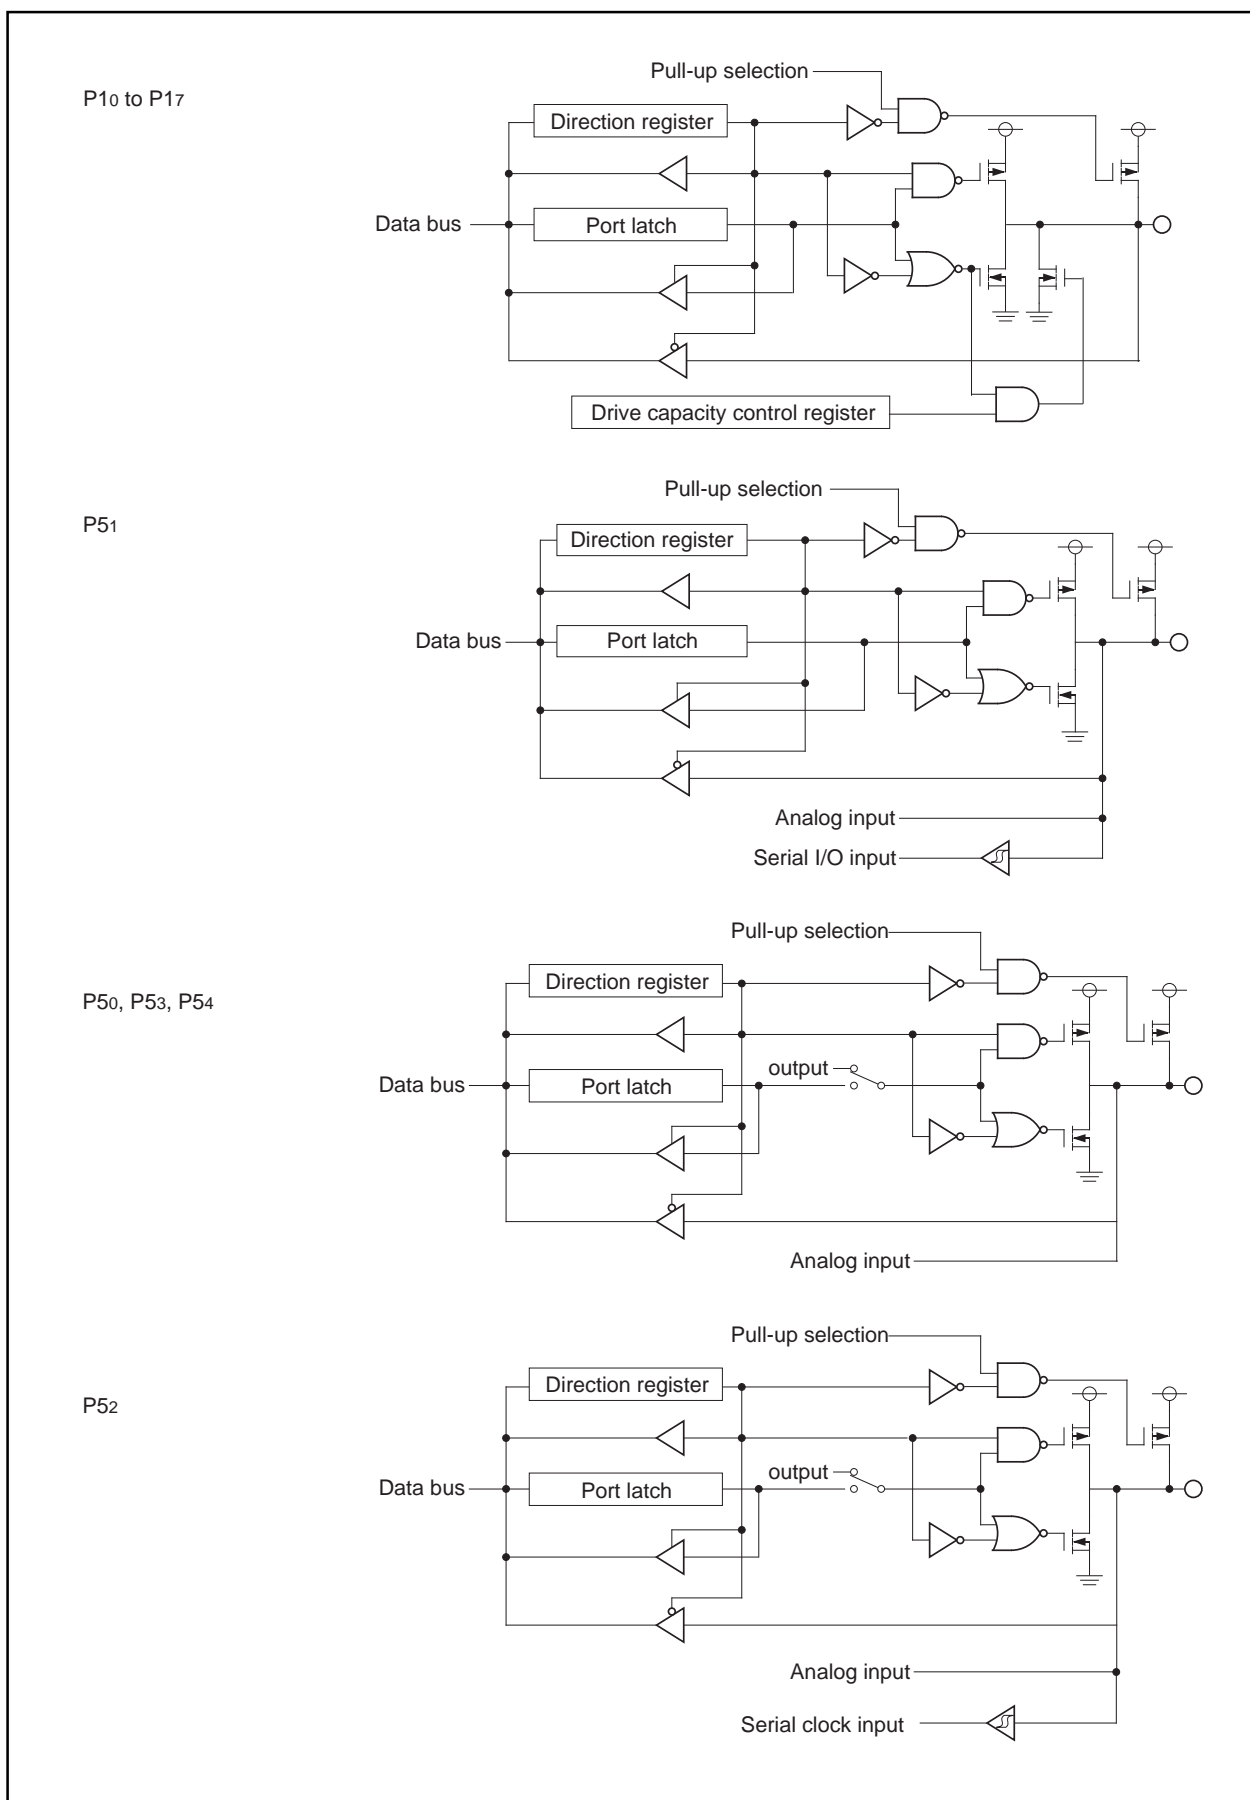 Pull-up selection
P10 to P17
Direction register
Data bus
Port latch
Drive capacity control register
Pull-up selection
P51
Direction register
Data bus
Port latch
Analog input
Serial I/O input
Pull-up selection
P50, P53, P54
Direction register
output
Data bus
Port latch
Analog input
Pull-up selection
P52
Direction register
output
Data bus
Port latch
Analog input
Serial clock input